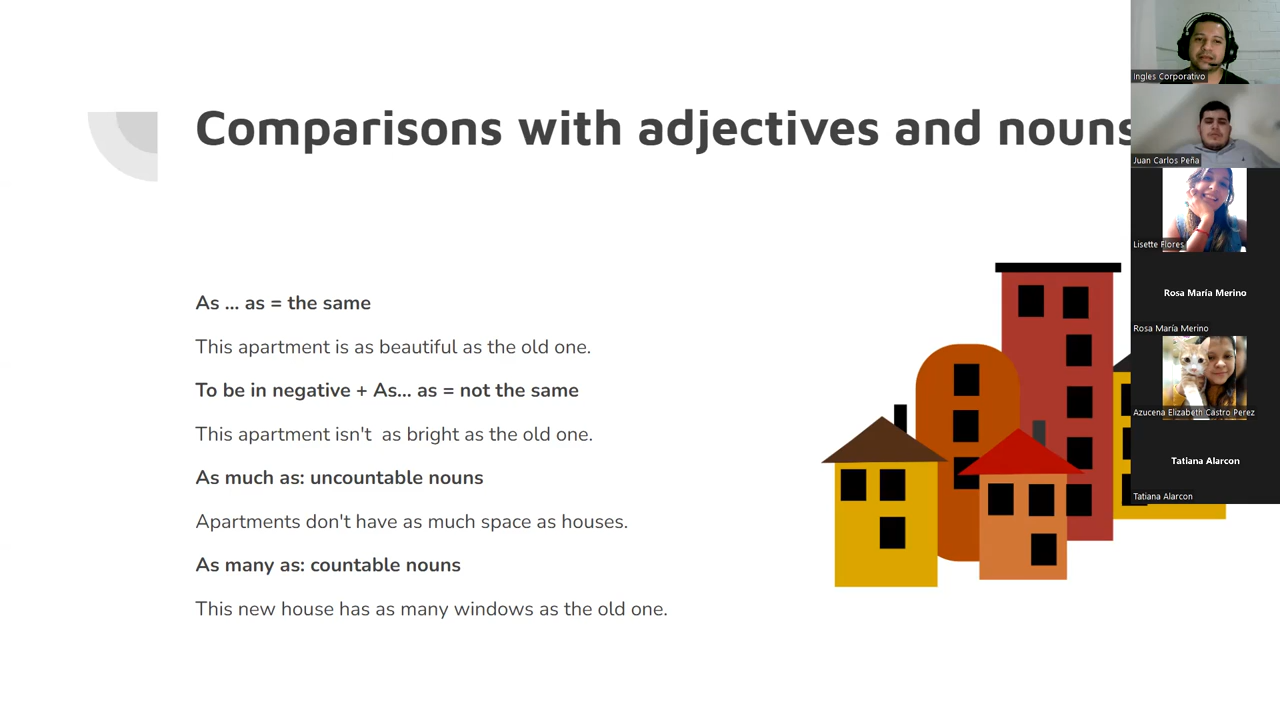 Comparisons with adjectives and nouns
As ... as = the same
This apartment is as beautiful as the old one.
To be in negative + As... as = not the same
This apartment isn't  as bright as the old one.
As much as: uncountable nouns
Apartments don't have as much space as houses.
As many as: countable nouns
This new house has as many windows as the old one.
Ingles Corporativo
Juan Carlos Peña
Lisette Flores
Rosa María Merino
Rosa María Merino
Azucena Elizabeth Castro Perez
Tatiana Alarcon
Tatiana Alarcon